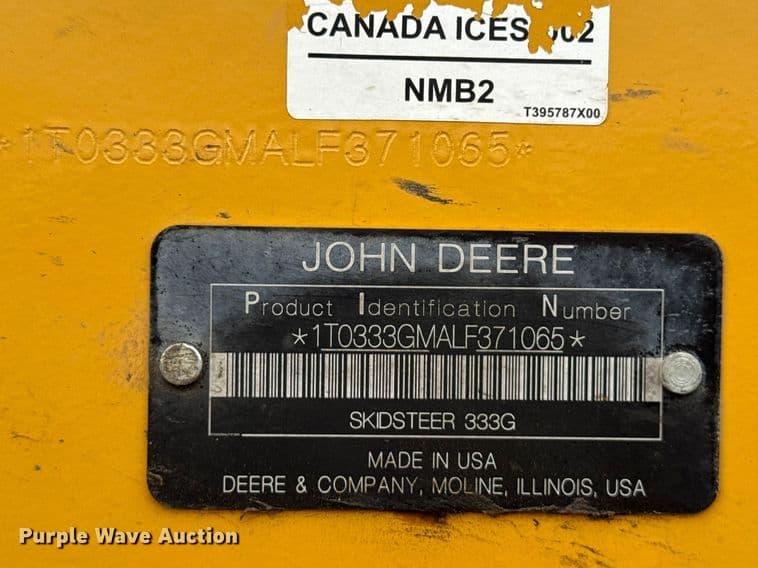 CANADA ICES-002
NMB2
T395787X00
*1T0333GMALF371065*
JOHN DEERE
Product Identification Number
*1T0333GMALF371065*
SKIDSTEER 333G
MADE IN USA
DEERE & COMPANY, MOLINE, ILLINOIS, USA
Purple Wave Auction